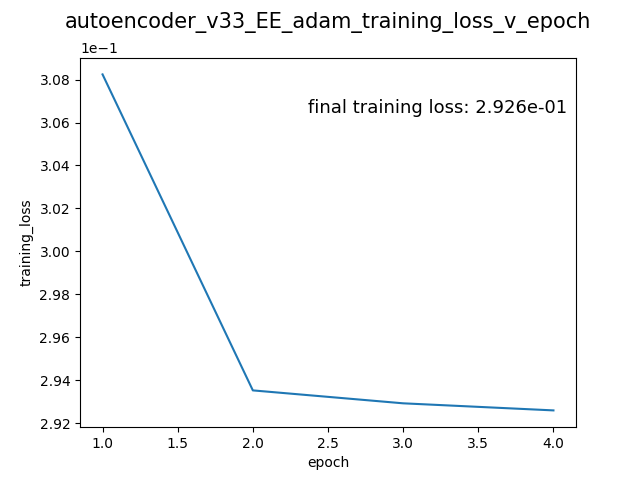 autoencoder_v33_EE_adam_training_loss_v_epoch
1e−1
final training loss: 2.926e-01
3.08
3.06
3.04
3.02
3.00
2.98
2.96
2.94
2.92
training_loss
1.0 1.5 2.0 2.5 3.0 3.5 4.0
epoch